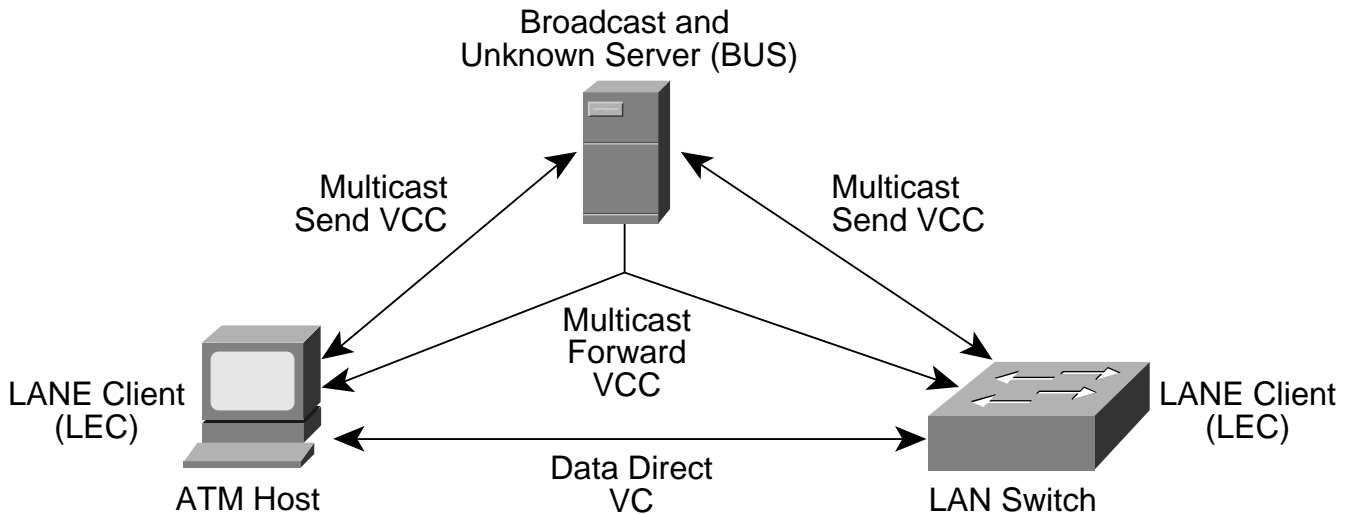 Broadcast and
Unknown Server (BUS)
Multicast
Send VCC
Multicast
Send VCC
Multicast
Forward
VCC
LANE Client
(LEC)
LANE Client
(LEC)
Data Direct
VC
ATM Host
LAN Switch